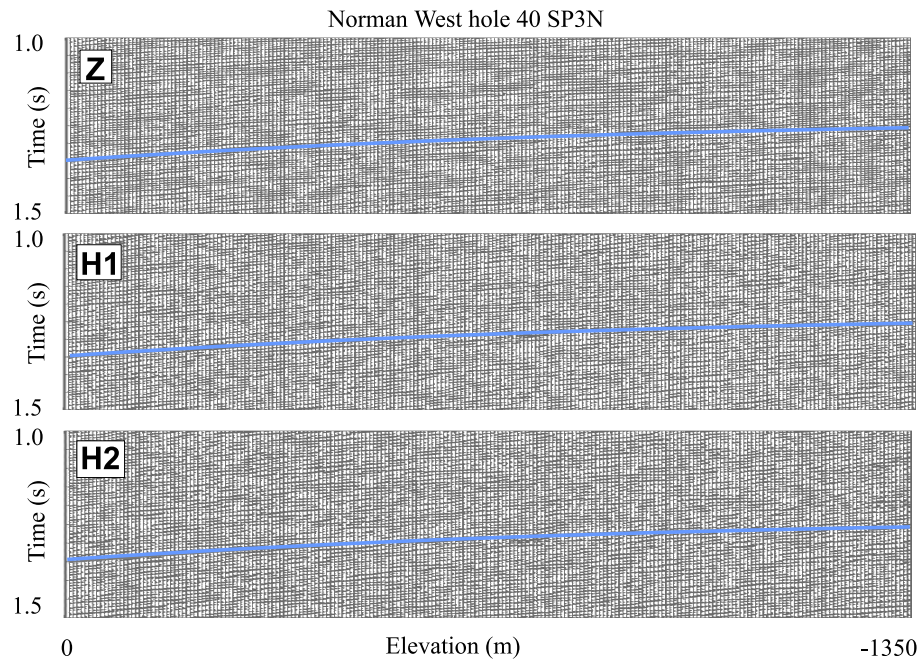 Norman West hole 40 SP3N
1.0
Z
Time (s)
1.5
1.0
H1
Time (s)
1.5
1.0
H2
Time (s)
1.5
0 Elevation (m) -1350